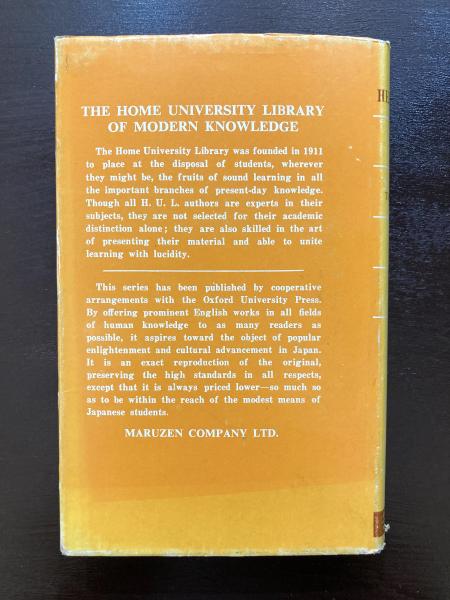 THE HOME UNIVERSITY LIBRARY
OF MODERN KNOWLEDGE
The Home University Library was founded in 1911
to place at the disposal of students, wherever
they might be, the fruits of sound learning in all
the important branches of present-day knowledge.
Though all H. U. L. authors are experts in their
subjects, they are not selected for their academic
distinction alone; they are also skilled in the art
of presenting their material and able to unite
learning with lucidity.
This series has been published by cooperative
arrangements with the Oxford University Press.
By offering prominent English works in all fields
of human knowledge to as many readers as
possible, it aspires toward the object of popular
enlightenment and cultural advancement in Japan.
It is an exact reproduction of the original,
preserving the high standards in all respects,
except that it is always priced lower—so much so
as to be within the reach of the modest means of
Japanese students.
MARUZEN COMPANY LTD.